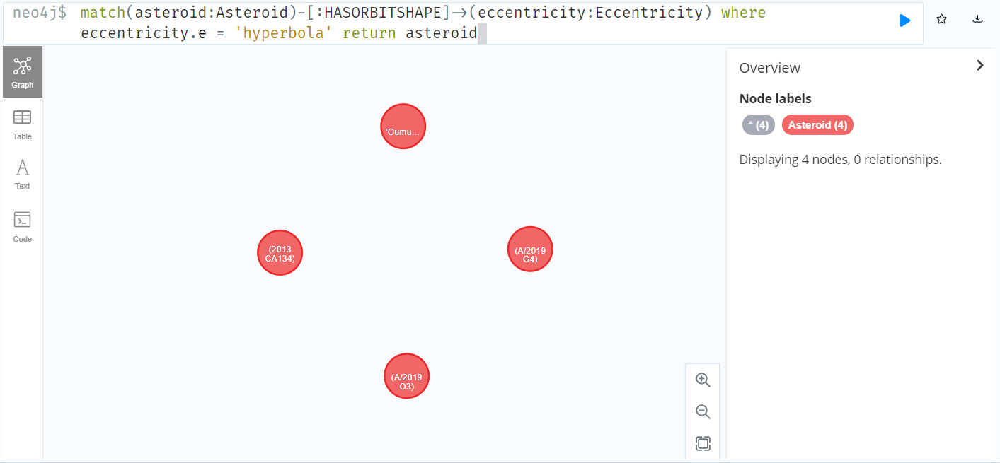 neo4j$ match(asteroid:Asteroid)-[:HASORBITSHAPE]→(eccentricity:Eccentricity) where
eccentricity.e = 'hyperbola' return asteroid
Graph
Table
A
Text
Code
'Oumu...
(2013
CA134)
(A/2019
G4)
(A/2019
O3)
Overview
Node labels
* (4) Asteroid (4)
Displaying 4 nodes, 0 relationships.